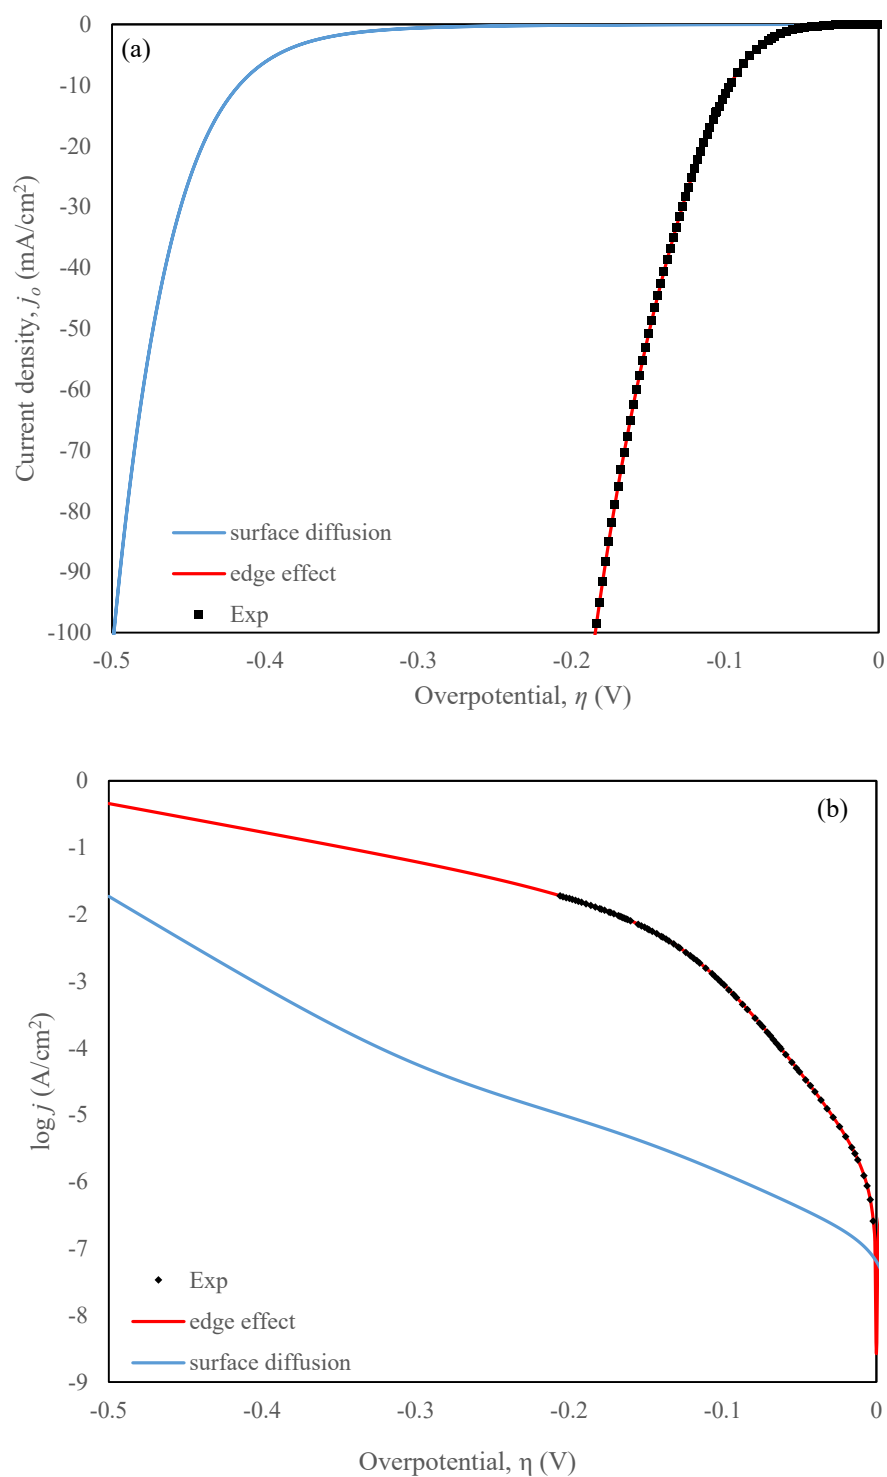 (a)
0
-10
-20
-30
-40
-50
-60
-70
-80
-90
-100
Current density, jₒ (mA/cm²)
surface diffusion
edge effect
Exp
-0.5 -0.4 -0.3 -0.2 -0.1 0
Overpotential, η (V)
(b)
0
-1
-2
-3
-4
-5
-6
-7
-8
-9
log j (A/cm²)
Exp
edge effect
surface diffusion
-0.5 -0.4 -0.3 -0.2 -0.1 0
Overpotential, η (V)